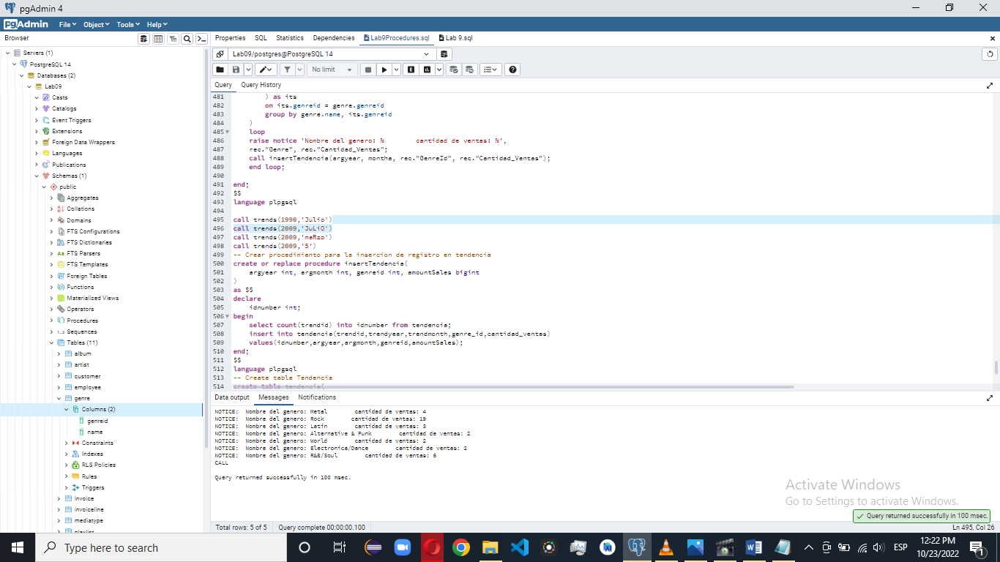 pgAdmin 4
pgAdmin File Object Tools Help
Browser
Properties SQL Statistics Dependencies Lab9Procedures.sql Lab 9.sql
Servers (1)
PostgreSQL 14
Databases (2)
Lab09
Casts
Catalogs
Event Triggers
Extensions
Foreign Data Wrappers
Languages
Publications
Schemas (1)
public
Aggregates
Collations
Domains
FTS Configurations
FTS Dictionaries
FTS Parsers
FTS Templates
Foreign Tables
Functions
Materialized Views
Operators
Procedures
1..3 Sequences
Tables (11)
album
artist
customer
employee
genre
Columns (2)
genreid
name
Constraints
Indexes
RLS Policies
Rules
Triggers
invoice
invoiceline
mediatype
playlist
Lab09/postgres@PostgreSQL 14
No limit
Query Query History
481 ) as its
482 on its.genreid = genre.genreid
483 group by genre.name, its.genreid
484 )
485 loop
486 raise notice 'Nombre del genero: % cantidad de ventas: %',
487 rec."Genre", rec."Cantidad_Ventas";
488 call insertTendencia(argyear, monthа, rec."GenreId", rec."Cantidad_Ventas");
489 end loop;
490
491 end;
492 $$
493 language plpgsql
494
495 call trends(1990,'Julio')
496 call trends(2009,'JuLiO')
497 call trends(2009,'maRzo')
498 call trends(2009,'5')
499 -- Crear procedimiento para la insercion de registro en tendencia
500 create or replace procedure insertTendencia(
501 argyear int, argmonth int, genreid int, amountSales bigint
502 )
503 as $$
504 declare
505 idnumber int;
506 begin
507 select count(trendid) into idnumber from tendencia;
508 insert into tendencia(trendid,trendyear,trendmonth,genre_id,cantidad_ventas)
509 values(idnumber,argyear,argmonth,genreid,amountSales);
510 end;
511 $$
512 language plpgsql
513 -- Create table Tendencia
514 create table tendencia(
Data output Messages Notifications
NOTICE: Nombre del genero: Metal cantidad de ventas: 4
NOTICE: Nombre del genero: Rock cantidad de ventas: 19
NOTICE: Nombre del genero: Latin cantidad de ventas: 3
NOTICE: Nombre del genero: Alternative & Punk cantidad de ventas: 2
NOTICE: Nombre del genero: World cantidad de ventas: 2
NOTICE: Nombre del genero: Electronica/Dance cantidad de ventas: 2
NOTICE: Nombre del genero: R&B/Soul cantidad de ventas: 6
CALL
Query returned successfully in 100 msec.
Activate Windows
Go to Settings to activate Windows.
Query returned successfully in 100 msec.
Total rows: 5 of 5 Query complete 00:00:00.100 Ln 495, Col 26
Type here to search
ESP
12:22 PM
10/23/2022
1